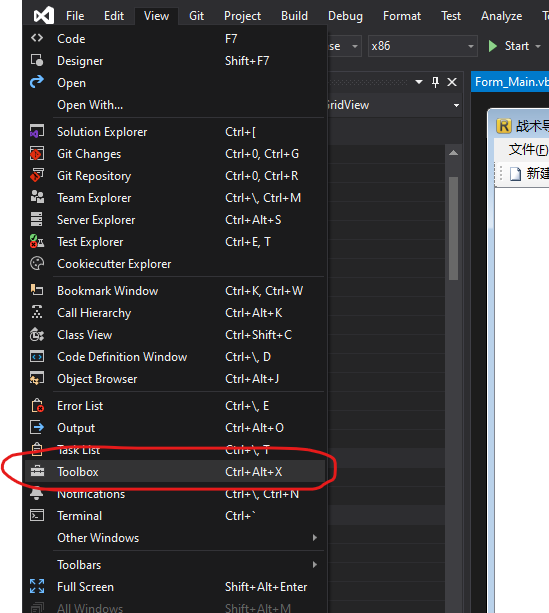 File Edit View Git Project Build Debug Format Test Analyze
x86 Start
Code F7
Designer Shift+F7
Open
Open With...
Solution Explorer Ctrl+[
Git Changes Ctrl+0, Ctrl+G
Git Repository Ctrl+0, Ctrl+R
Team Explorer Ctrl+\, Ctrl+M
Server Explorer Ctrl+Alt+S
Test Explorer Ctrl+E, T
Cookiecutter Explorer
Bookmark Window Ctrl+K, Ctrl+W
Call Hierarchy Ctrl+Alt+K
Class View Ctrl+Shift+C
Code Definition Window Ctrl+\, D
Object Browser Ctrl+Alt+J
Error List Ctrl+\, E
Output Ctrl+Alt+O
Task List Ctrl+\, T
Toolbox Ctrl+Alt+X
Notifications Ctrl+\, Ctrl+N
Terminal Ctrl+`
Other Windows
Toolbars
Full Screen Shift+Alt+Enter
All Windows Shift+Alt+M
Form_Main.vb
ridView
战术导
文件(F)
新建